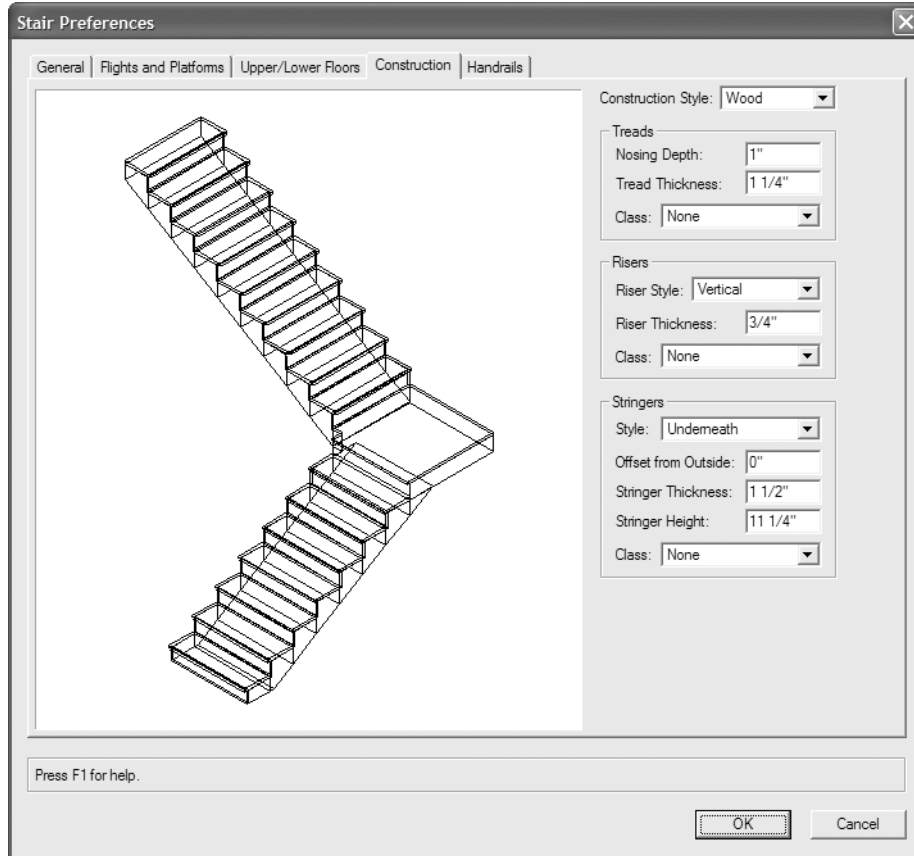 Stair Preferences
General
Flights and Platforms
Upper/Lower Floors
Construction
Handrails
Construction Style: Wood
Treads
Nosing Depth: 1"
Tread Thickness: 1 1/4"
Class: None
Risers
Riser Style: Vertical
Riser Thickness: 3/4"
Class: None
Stringers
Style: Underneath
Offset from Outside: 0"
Stringer Thickness: 1 1/2"
Stringer Height: 11 1/4"
Class: None
Press F1 for help.
OK
Cancel